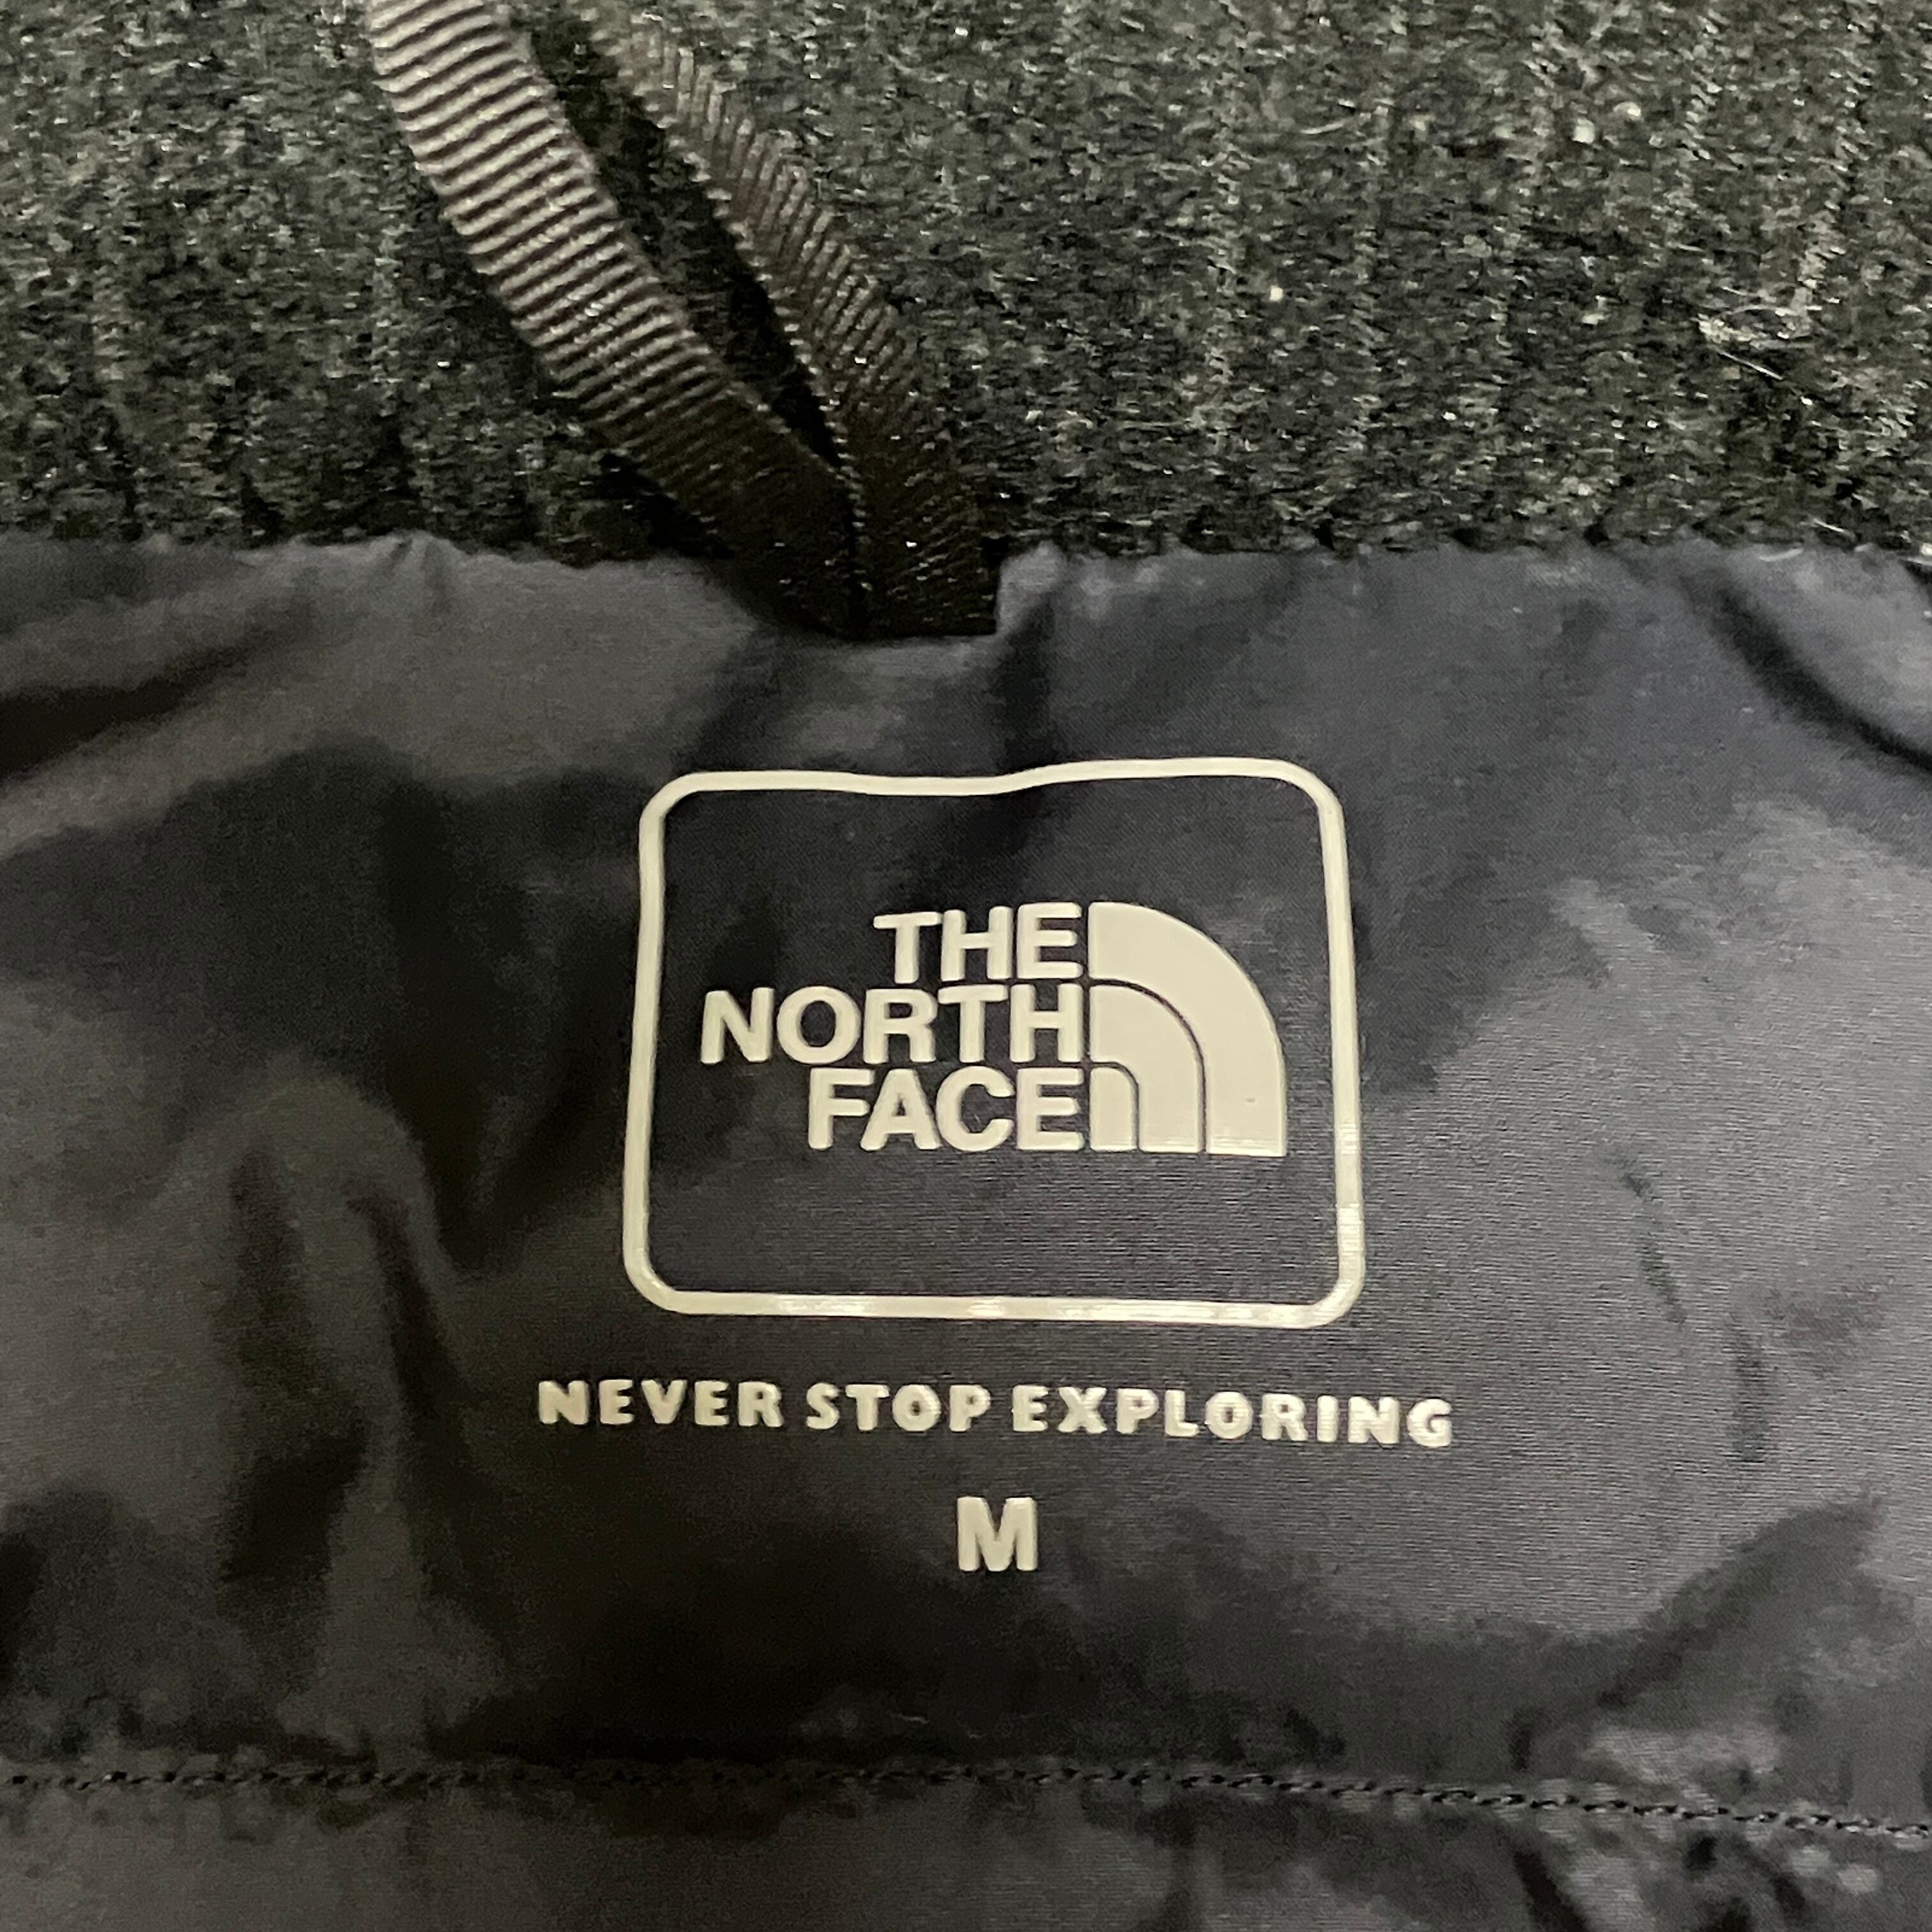 THE
NORTH
FACE
NEVER STOP EXPLORING
M